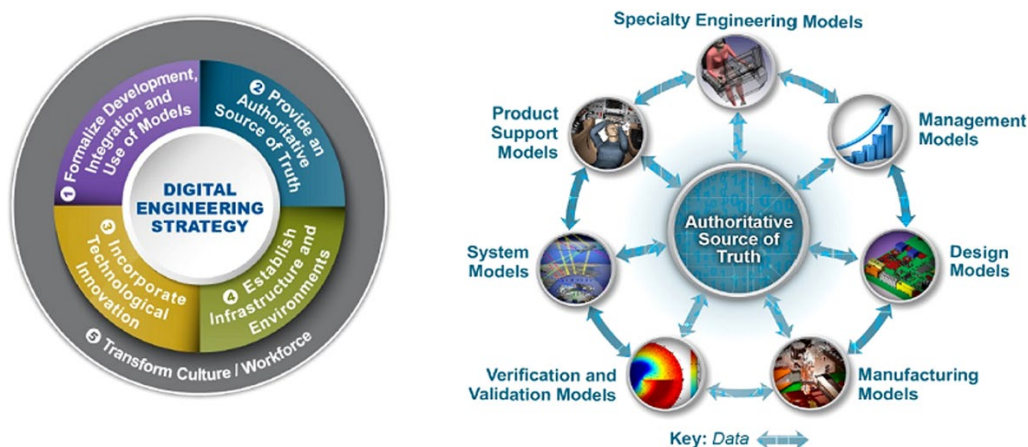 1 Formalize Development,
Integration and
Use of Models
2 Provide an
Authoritative
Source of Truth
DIGITAL
ENGINEERING
STRATEGY
3 Incorporate
Technological
Innovation
4 Establish
Infrastructure and
Environments
5 Transform Culture / Workforce
Specialty Engineering Models
Product
Support
Models
Management
Models
Authoritative
Source of
Truth
System
Models
Design
Models
Verification and
Validation Models
Manufacturing
Models
Key: Data